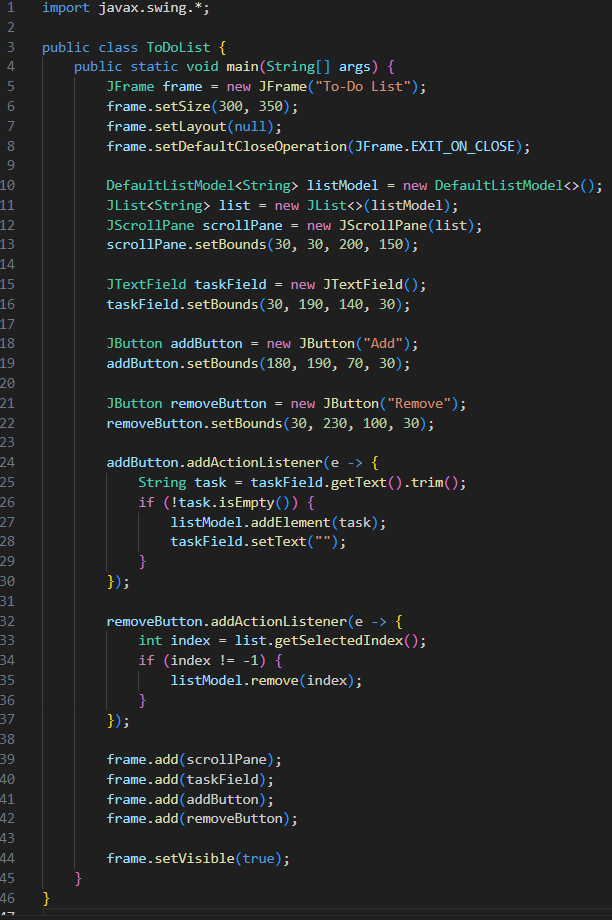 1 import javax.swing.*;
2
3 public class ToDoList {
4     public static void main(String[] args) {
5         JFrame frame = new JFrame("To-Do List");
6         frame.setSize(300, 350);
7         frame.setLayout(null);
8         frame.setDefaultCloseOperation(JFrame.EXIT_ON_CLOSE);
9
10         DefaultListModel<String> listModel = new DefaultListModel<>();
11         JList<String> list = new JList<>(listModel);
12         JScrollPane scrollPane = new JScrollPane(list);
13         scrollPane.setBounds(30, 30, 200, 150);
14
15         JTextField taskField = new JTextField();
16         taskField.setBounds(30, 190, 140, 30);
17
18         JButton addButton = new JButton("Add");
19         addButton.setBounds(180, 190, 70, 30);
20
21         JButton removeButton = new JButton("Remove");
22         removeButton.setBounds(30, 230, 100, 30);
23
24         addButton.addActionListener(e -> {
25             String task = taskField.getText().trim();
26             if (!task.isEmpty()) {
27                 listModel.addElement(task);
28                 taskField.setText("");
29             }
30         });
31
32         removeButton.addActionListener(e -> {
33             int index = list.getSelectedIndex();
34             if (index != -1) {
35                 listModel.remove(index);
36             }
37         });
38
39         frame.add(scrollPane);
40         frame.add(taskField);
41         frame.add(addButton);
42         frame.add(removeButton);
43
44         frame.setVisible(true);
45     }
46 }
47